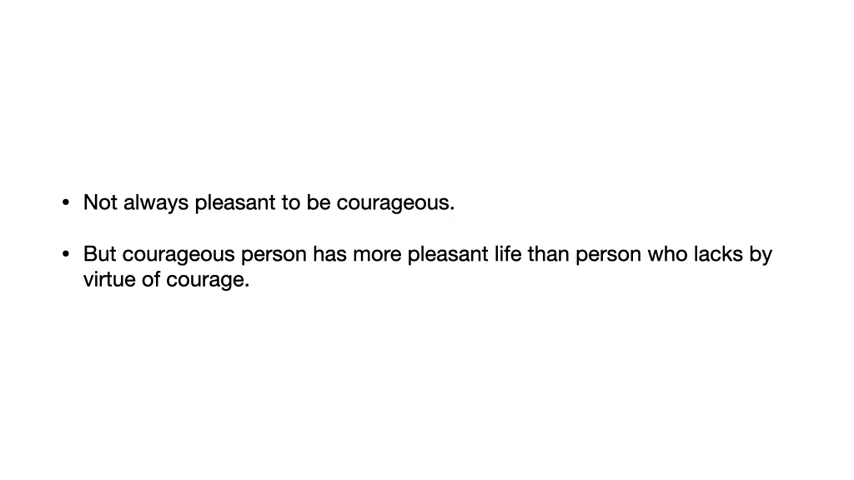 • Not always pleasant to be courageous.
• But courageous person has more pleasant life than person who lacks by
virtue of courage.